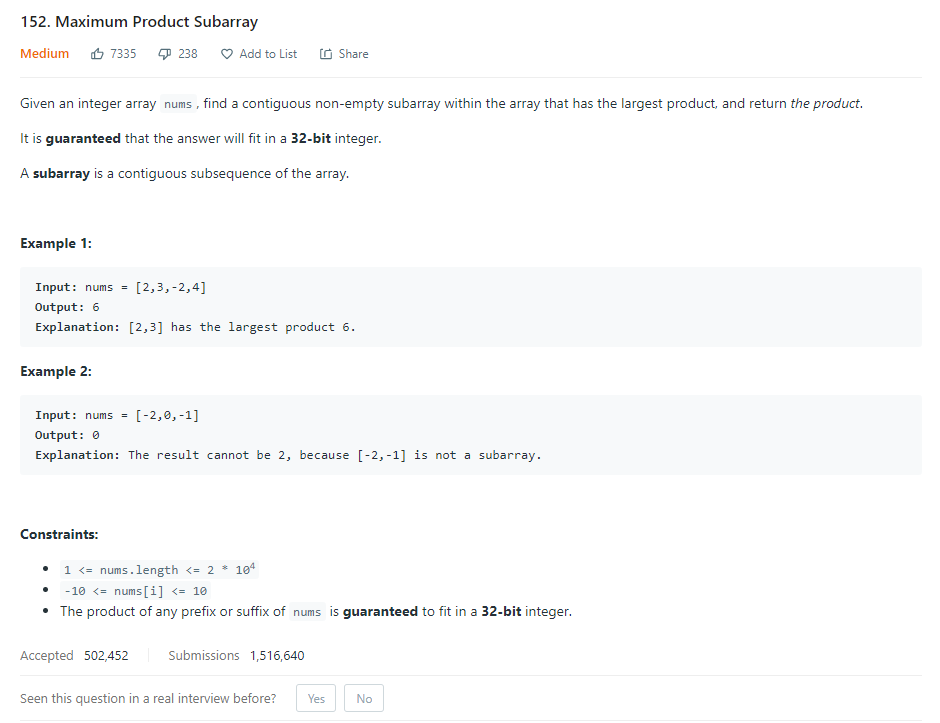 152. Maximum Product Subarray
Medium 7335 238 Add to List Share
Given an integer array nums , find a contiguous non-empty subarray within the array that has the largest product, and return the product.
It is guaranteed that the answer will fit in a 32-bit integer.
A subarray is a contiguous subsequence of the array.
Example 1:
Input: nums = [2,3,-2,4]
Output: 6
Explanation: [2,3] has the largest product 6.
Example 2:
Input: nums = [-2,0,-1]
Output: 0
Explanation: The result cannot be 2, because [-2,-1] is not a subarray.
Constraints:
• 1 <= nums.length <= 2 * 10⁴
• -10 <= nums[i] <= 10
• The product of any prefix or suffix of nums is guaranteed to fit in a 32-bit integer.
Accepted 502,452 Submissions 1,516,640
Seen this question in a real interview before? Yes No